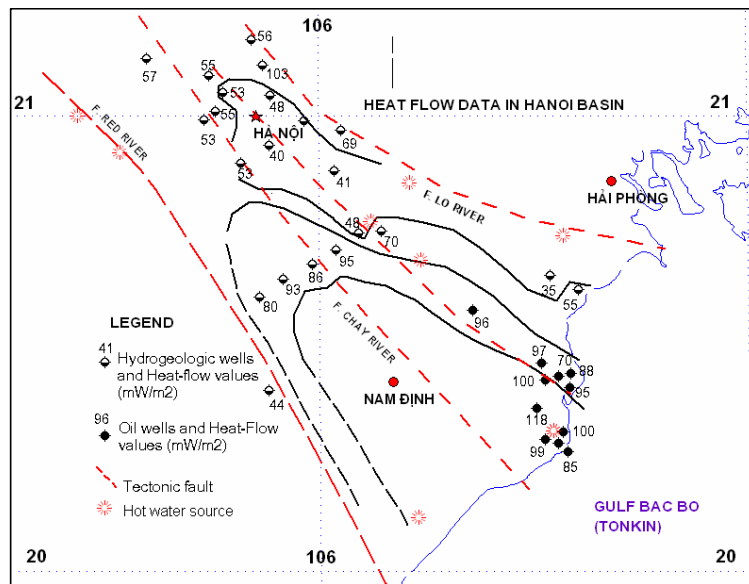 106
56
57
55
103
53
48
HEAT FLOW DATA IN HANOI BASIN
21
21
55
HÀ NỘI
53
69
F. RED RIVER
40
53
41
F. LO RIVER
HẢI PHÒNG
48
70
95
86
93
35
55
80
96
LEGEND
F. CHAY RIVER
41
Hydrogeologic wells
and Heat-flow values
(mW/m2)
97
70
88
100
95
NAM ĐỊNH
44
96
Oil wells and Heat-Flow
values (mW/m2)
118
100
99
85
Tectonic fault
Hot water source
GULF BAC BO
(TONKIN)
20
106
20